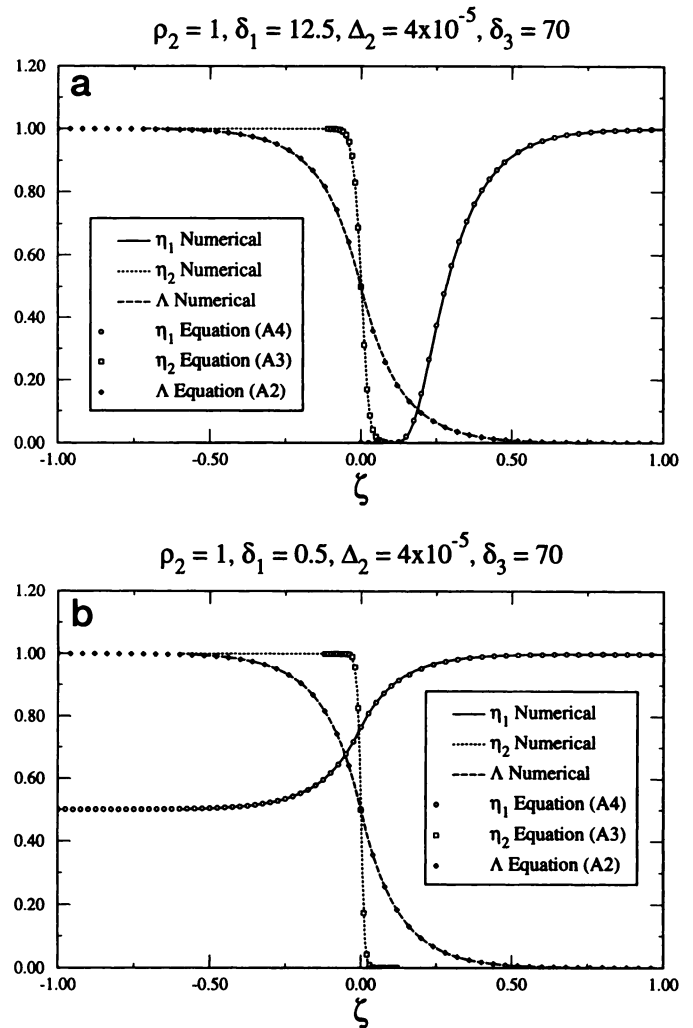 ρ₂ = 1, δ₁ = 12.5, Δ₂ = 4x10⁻⁵, δ₃ = 70
a
1.20
1.00
0.80
0.60
0.40
0.20
0.00
η₁ Numerical
η₂ Numerical
Λ Numerical
η₁ Equation (A4)
η₂ Equation (A3)
Λ Equation (A2)
-1.00 -0.50 0.00 0.50 1.00
ζ
ρ₂ = 1, δ₁ = 0.5, Δ₂ = 4x10⁻⁵, δ₃ = 70
b
1.20
1.00
0.80
0.60
0.40
0.20
0.00
η₁ Numerical
η₂ Numerical
Λ Numerical
η₁ Equation (A4)
η₂ Equation (A3)
Λ Equation (A2)
-1.00 -0.50 0.00 0.50 1.00
ζ